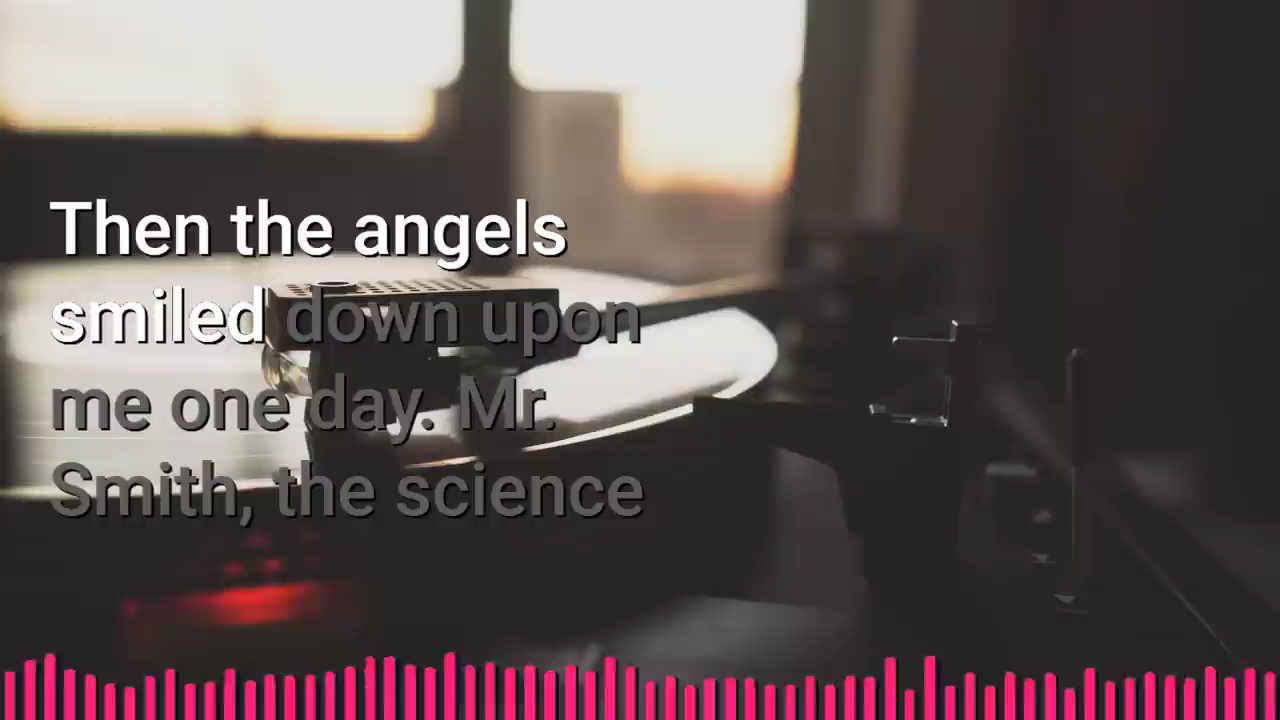 Then the angels
smiled down upon
me one day. Mr.
Smith, the science